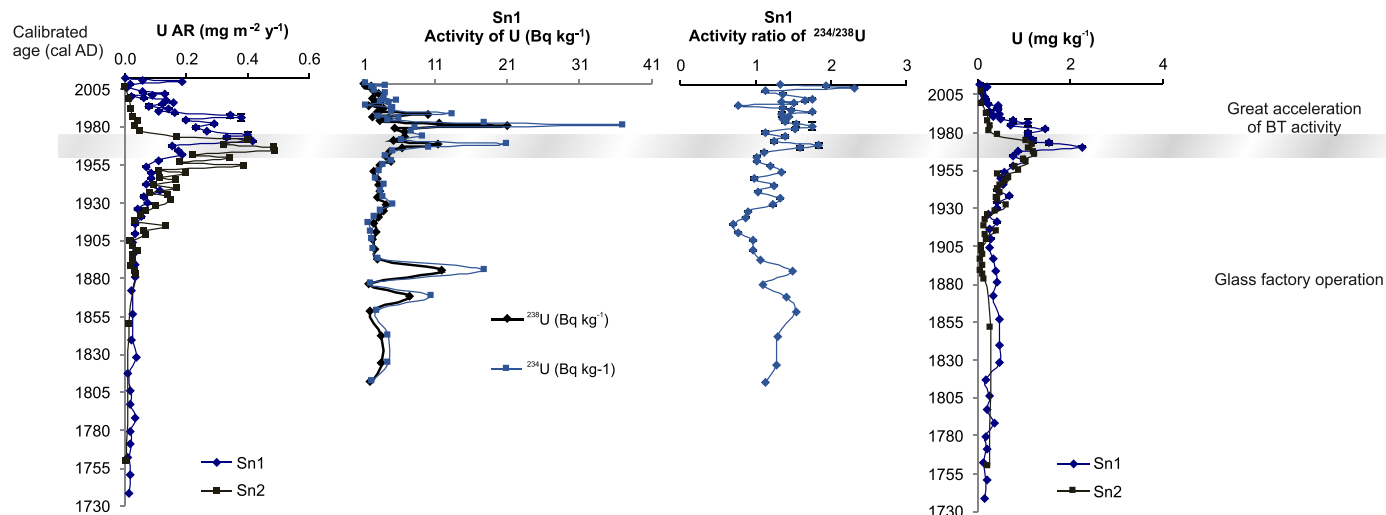 Calibrated
age (cal AD)
U AR (mg m-2 y-1)
0.0 0.2 0.4 0.6
2005
1980
1955
1930
1905
1880
1855
1830
1805
1780
1755
1730
Sn1
Sn2
Sn1
Activity of U (Bq kg-1)
1 11 21 31 41
238U (Bq kg-1)
234U (Bq kg-1)
Sn1
Activity ratio of 234/238U
0 1 2 3
U (mg kg-1)
0 2 4
2005
1980
1955
1930
1905
1880
1855
1830
1805
1780
1755
1730
Sn1
Sn2
Great acceleration
of BT activity
Glass factory operation